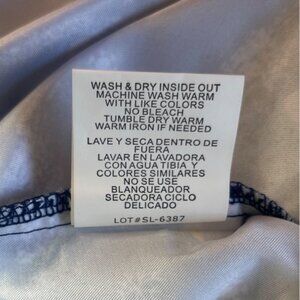 WASH & DRY INSIDE OUT
MACHINE WASH WARM
WITH LIKE COLORS
NO BLEACH
TUMBLE DRY WARM
WARM IRON IF NEEDED
LAVE Y SECA DENTRO DE
FUERA
LAVAR EN LAVADORA
CON AGUA TIBIA Y
COLORES SIMILARES
NO SE USE
BLANQUEADOR
SECADORA CICLO
DELICADO
LOT#SL-6387